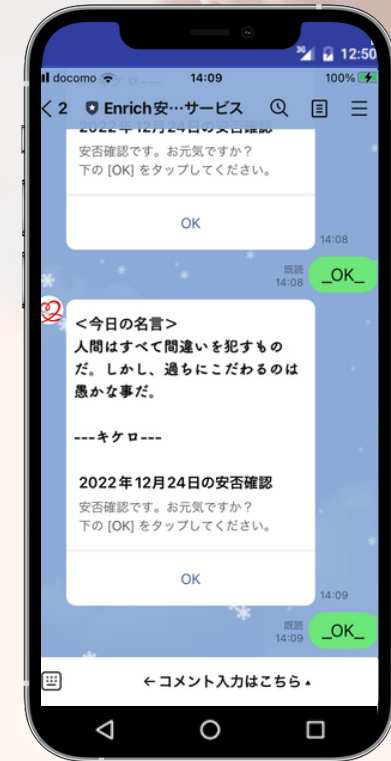 3G 12:50
docomo 14:09 100%
2 Enrich安…サービス
2022年12月24日の安否確認
安否確認です。お元気ですか?
下の [OK] をタップしてください。
OK
14:08
既読
14:08
_OK_
<今日の名言>
人間はすべて間違いを犯すもの
だ。しかし、過ちにこだわるのは
愚かな事だ。
---キケロ---
2022年12月24日の安否確認
安否確認です。お元気ですか?
下の [OK] をタップしてください。
OK
14:09
既読
14:09
_OK_
←コメント入力はこちら▲